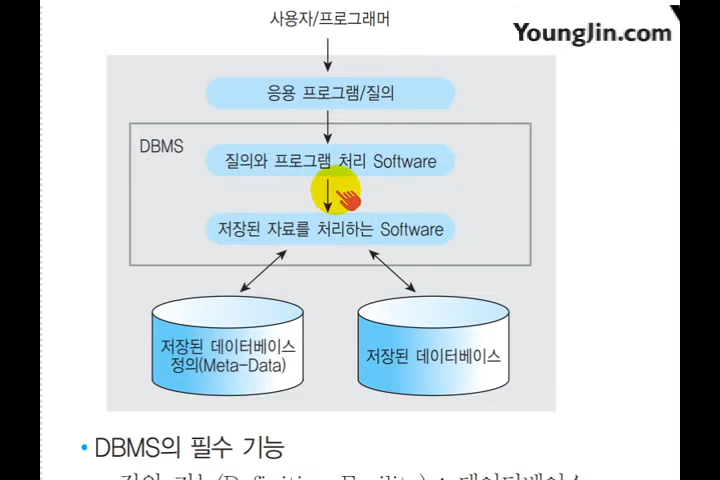 사용자/프로그래머
YoungJin.com
응용 프로그램/질의
DBMS
질의와 프로그램 처리 Software
저장된 자료를 처리하는 Software
저장된 데이터베이스
정의(Meta-Data)
저장된 데이터베이스
• DBMS의 필수 기능